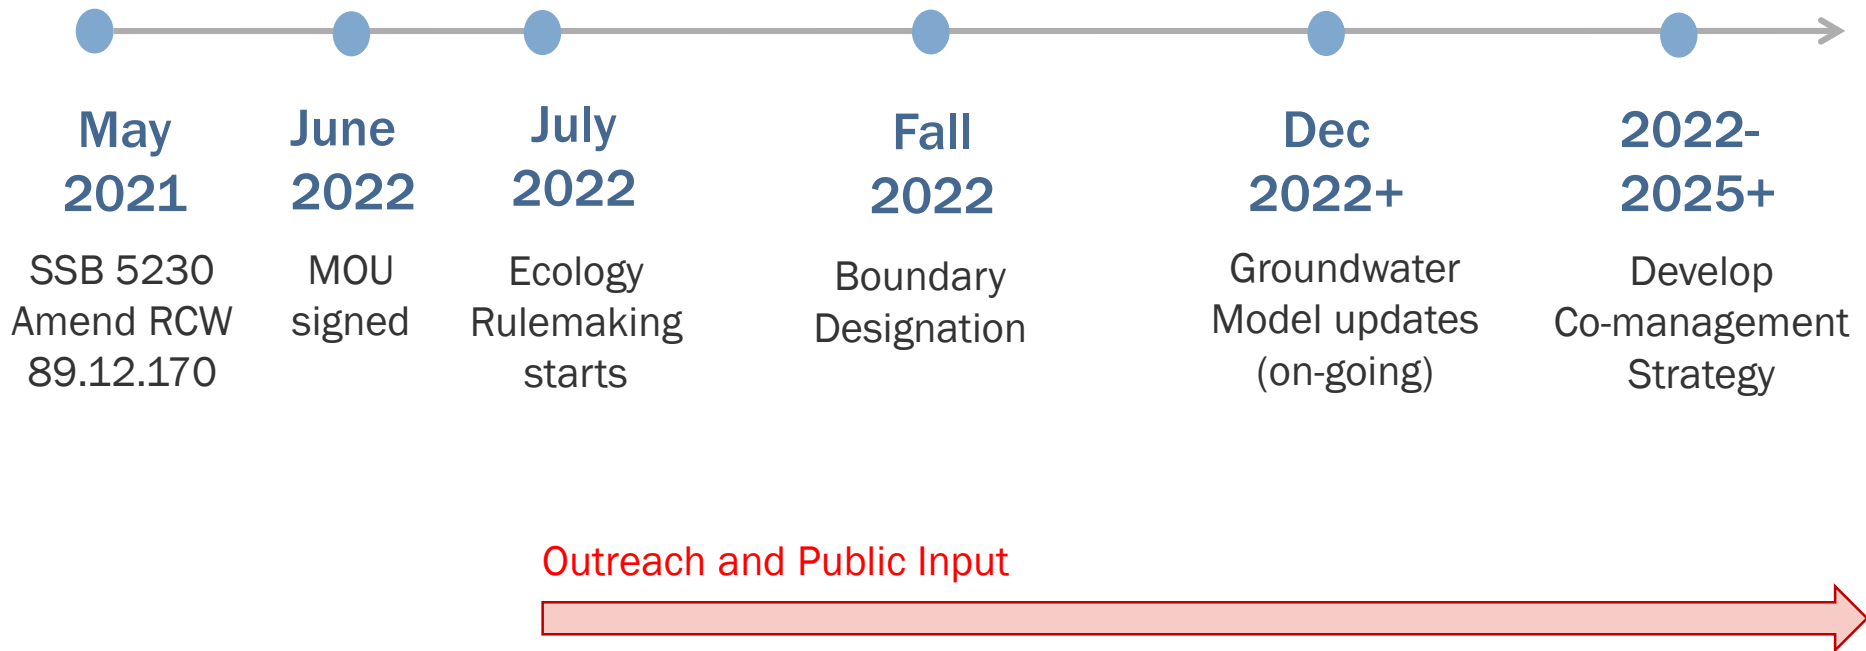 May
2021
SSB 5230
Amend RCW
89.12.170
June
2022
MOU
signed
July
2022
Ecology
Rulemaking
starts
Fall
2022
Boundary
Designation
Dec
2022+
Groundwater
Model updates
(on-going)
2022-
2025+
Develop
Co-management
Strategy
Outreach and Public Input